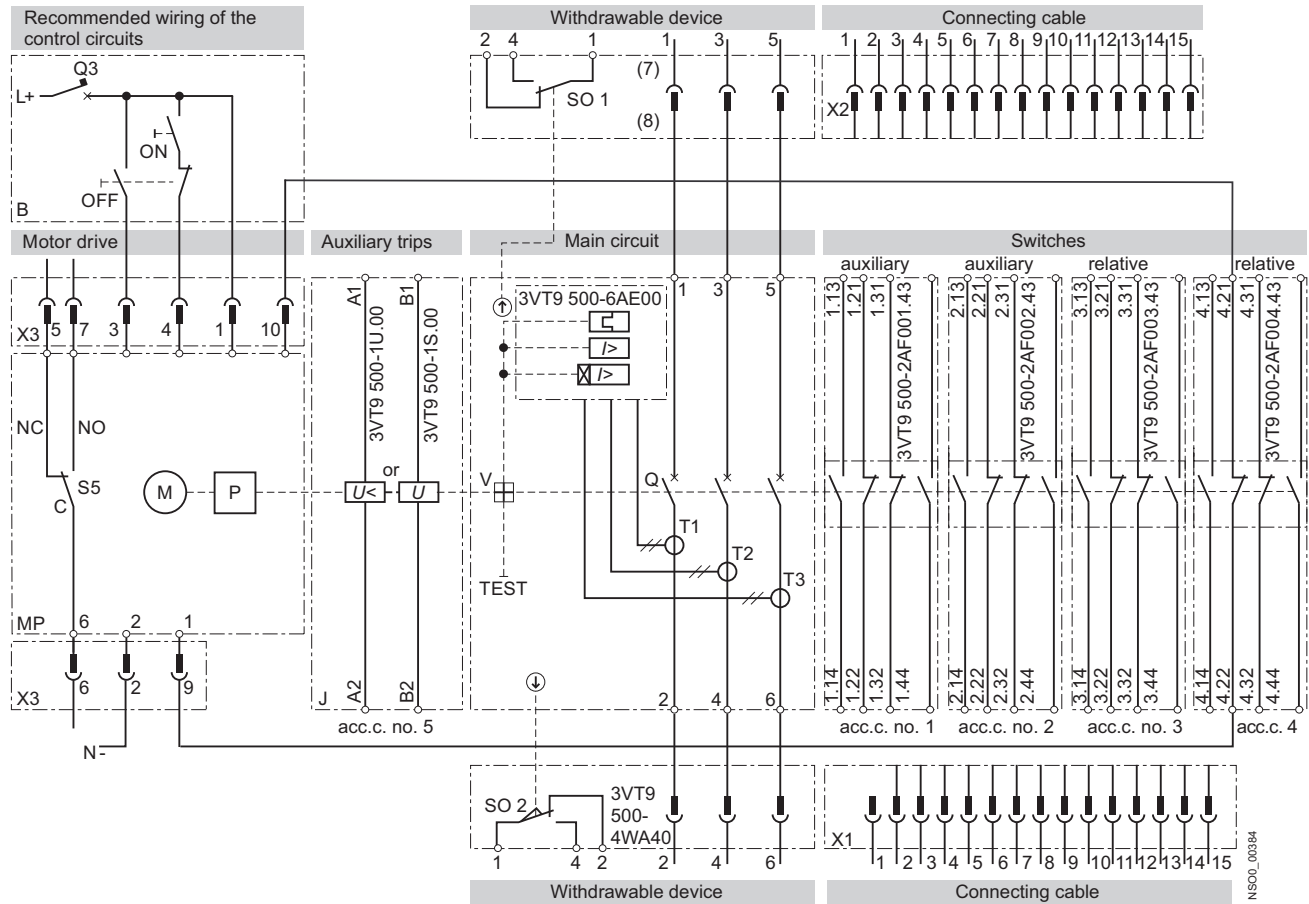 Recommended wiring of the
control circuits
Withdrawable device
Connecting cable
Q3
L+
ON
OFF
B
2 4 1 1 3 5
(7)
SO 1
(8)
1 2 3 4 5 6 7 8 9 10 11 12 13 14 15
X2
Motor drive
Auxiliary trips
Main circuit
Switches
X3 5 7 3 4 1 10
NC NO
S5
C
M
P
MP 6 2 1
X3 6 2 9
N -
A1
3VT9 500-1U.00
B1
3VT9 500-1S.00
or
U<
U
J
A2
B2
acc.c. no. 5
3VT9 500-6AE00
I>
I>
1 3 5
V
Q
T1
T2
T3
TEST
2 4 6
auxiliary
auxiliary
relative
relative
1.13
1.21
1.31
3VT9 500-2AF001.43
2.13
2.21
2.31
3VT9 500-2AF002.43
3.13
3.21
3.31
3VT9 500-2AF003.43
4.13
4.21
4.31
3VT9 500-2AF004.43
1.14
1.22
1.32
1.44
2.14
2.22
2.32
2.44
3.14
3.22
3.32
3.44
4.14
4.22
4.32
4.44
acc.c. no. 1
acc.c. no. 2
acc.c. no. 3
acc.c. 4
SO 2
3VT9
500-
4WA40
1 4 2 2 4 6
X1
1 2 3 4 5 6 7 8 9 10 11 12 13 14 15
Withdrawable device
Connecting cable
NSO0_00384